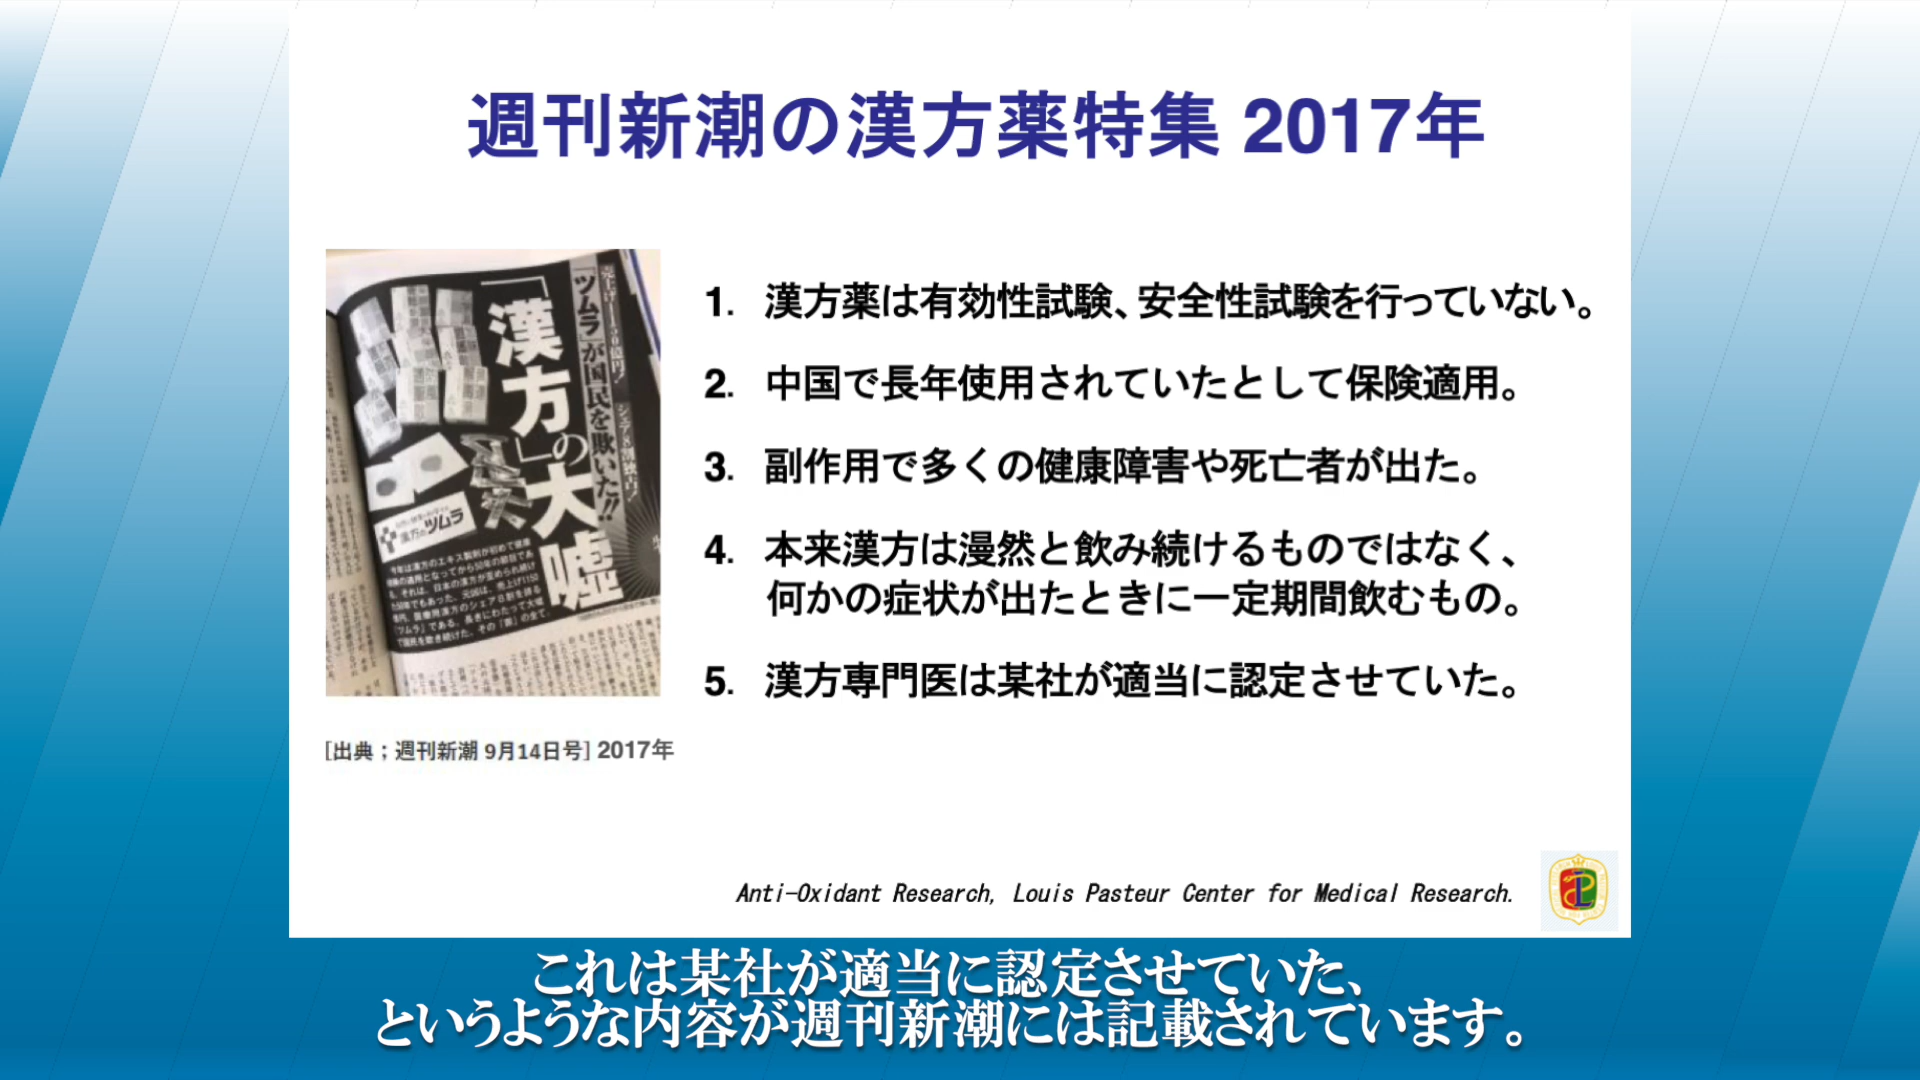 週刊新潮の漢方薬特集 2017年
「ツムラ」が国民を欺いた!!
「漢方」の大嘘
漢方のツムラ
1. 漢方薬は有効性試験、安全性試験を行っていない。
2. 中国で長年使用されていたとして保険適用。
3. 副作用で多くの健康障害や死亡者が出た。
4. 本来漢方は漫然と飲み続けるものではなく、
何かの症状が出たときに一定期間飲むもの。
5. 漢方専門医は某社が適当に認定させていた。
[出典；週刊新潮 9月14日号] 2017年
Anti-Oxidant Research, Louis Pasteur Center for Medical Research.
これは某社が適当に認定させていた、
というような内容が週刊新潮には記載されています。